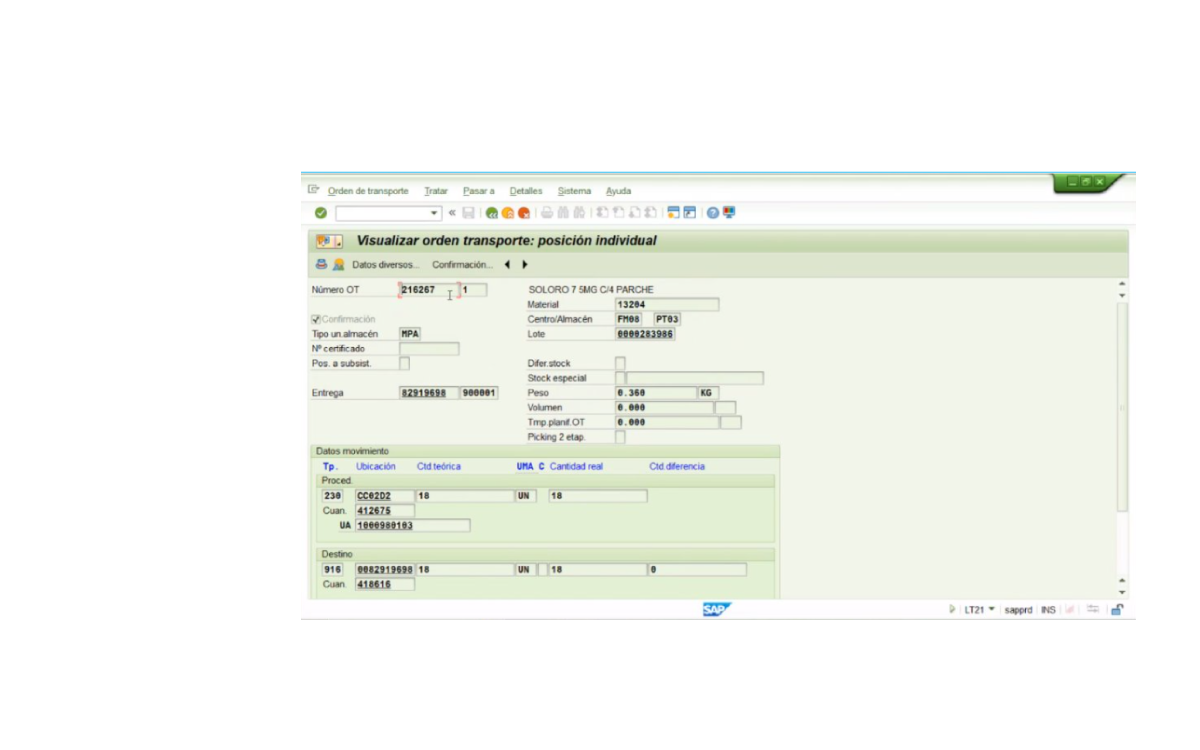 Orden de transporte Tratar Pasar a Detalles Sistema Ayuda
Visualizar orden transporte: posición individual
Datos diversos... Confirmación...
Número OT 216267 1 SOLORO 7 5MG C/4 PARCHE
Material 13204
Confirmación Centro/Almacén FM08 PT03
Tipo un.almacén MPA Lote 0000283986
Nº certificado
Pos. a subsist. Difer.stock
Stock especial
Entrega 82919698 900001 Peso 0.360 KG
Volumen 0.000
Tmp.planif.OT 0.000
Picking 2 etap.
Datos movimiento
Tp. Ubicación Ctd.teórica UMA C Cantidad real Ctd.diferencia
Proced.
230 CC02D2 18 UN 18
Cuan. 412675
UA 1000980103
Destino
916 0082919698 18 UN 18 0
Cuan. 418616
SAP LT21 sapprd INS